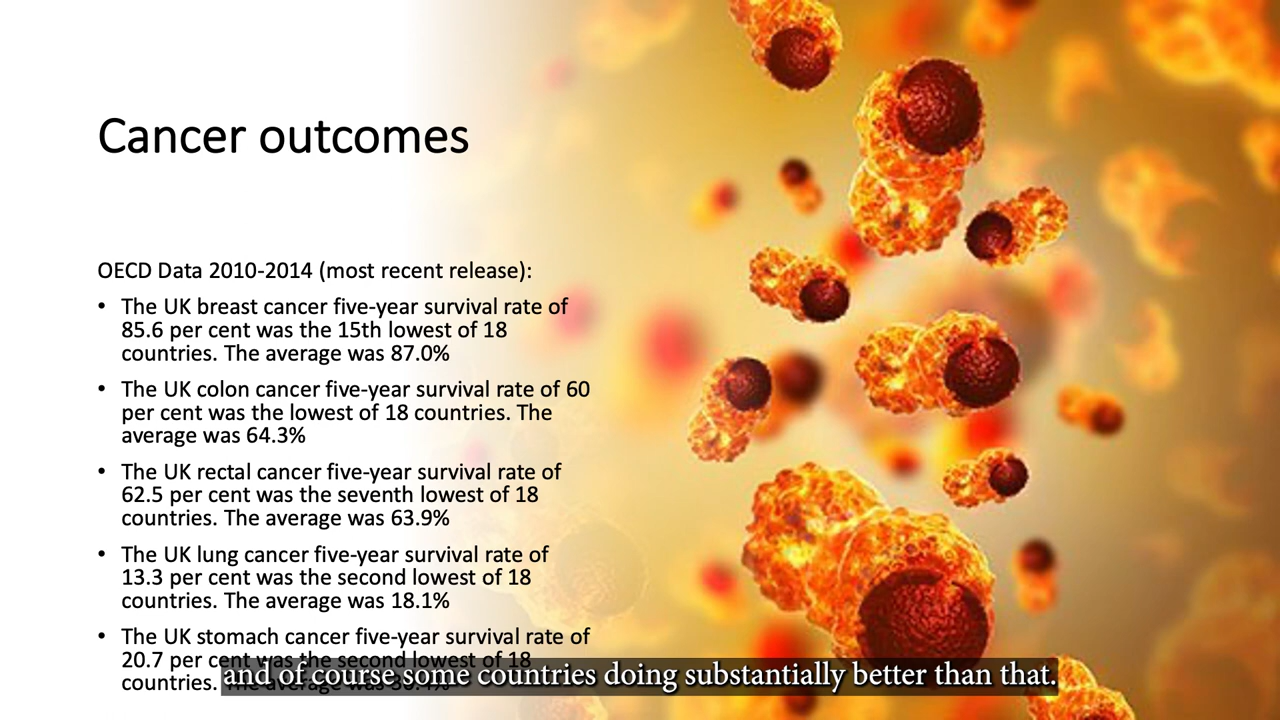 Cancer outcomes
OECD Data 2010-2014 (most recent release):
• The UK breast cancer five-year survival rate of
85.6 per cent was the 15th lowest of 18
countries. The average was 87.0%
• The UK colon cancer five-year survival rate of 60
per cent was the lowest of 18 countries. The
average was 64.3%
• The UK rectal cancer five-year survival rate of
62.5 per cent was the seventh lowest of 18
countries. The average was 63.9%
• The UK lung cancer five-year survival rate of
13.3 per cent was the second lowest of 18
countries. The average was 18.1%
• The UK stomach cancer five-year survival rate of
20.7 per cent was the second lowest of 18
countries. The average was
and of course some countries doing substantially better than that.